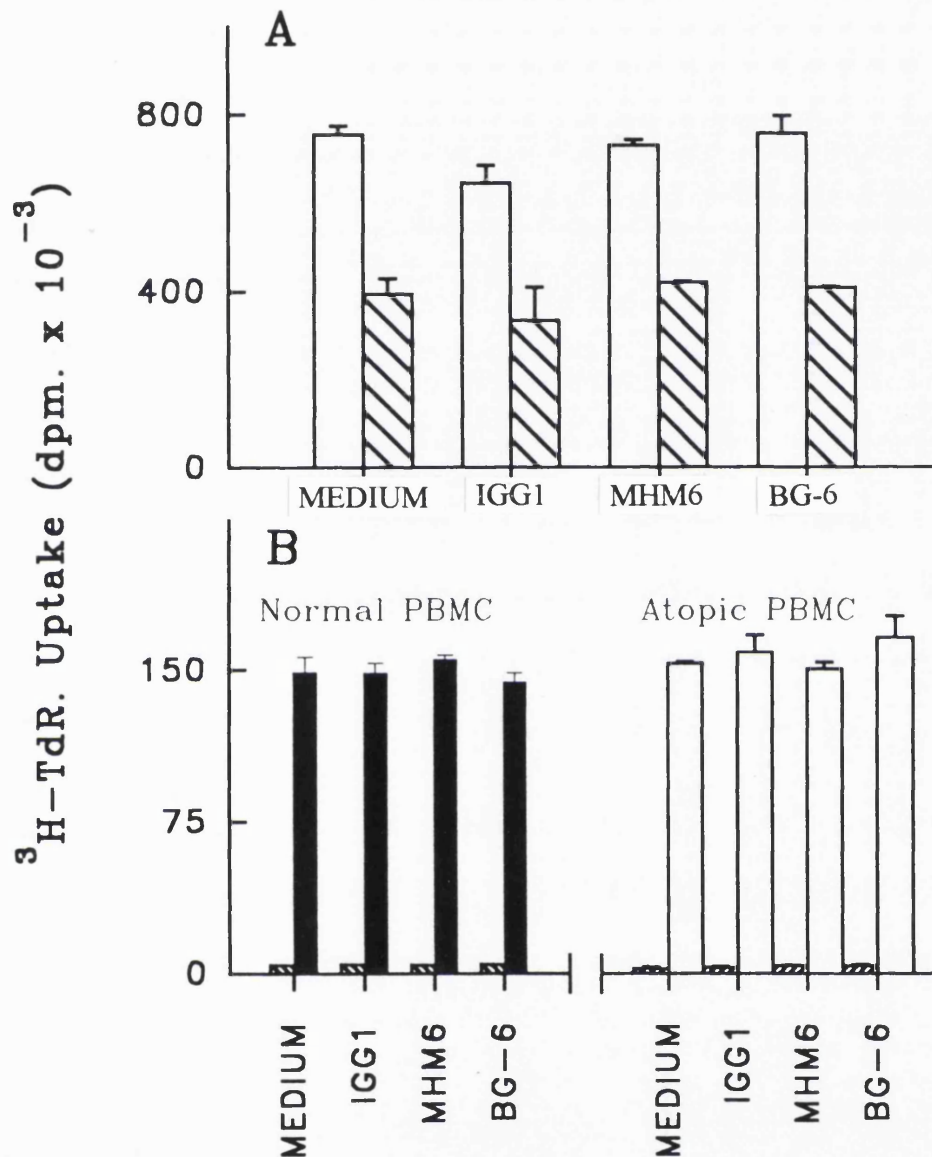 A
800
400
0
MEDIUM IGG1 MHM6 BG-6
³H-TdR. Uptake (dpm. x 10⁻³)
B
Normal PBMC Atopic PBMC
150
75
0
MEDIUM IGG1 MHM6 BG-6 MEDIUM IGG1 MHM6 BG-6